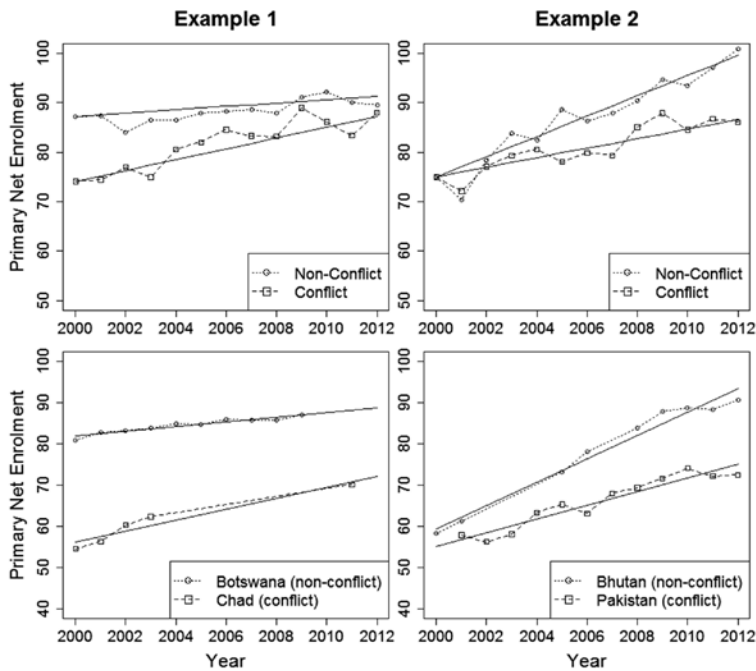 Example 1
Example 2
Primary Net Enrolment
100
90
80
70
60
50
Non-Conflict
Conflict
2000 2002 2004 2006 2008 2010 2012
100
90
80
70
60
50
Non-Conflict
Conflict
2000 2002 2004 2006 2008 2010 2012
Primary Net Enrolment
100
90
80
70
60
50
40
Botswana (non-conflict)
Chad (conflict)
2000 2002 2004 2006 2008 2010 2012
Year
100
90
80
70
60
50
40
Bhutan (non-conflict)
Pakistan (conflict)
2000 2002 2004 2006 2008 2010 2012
Year